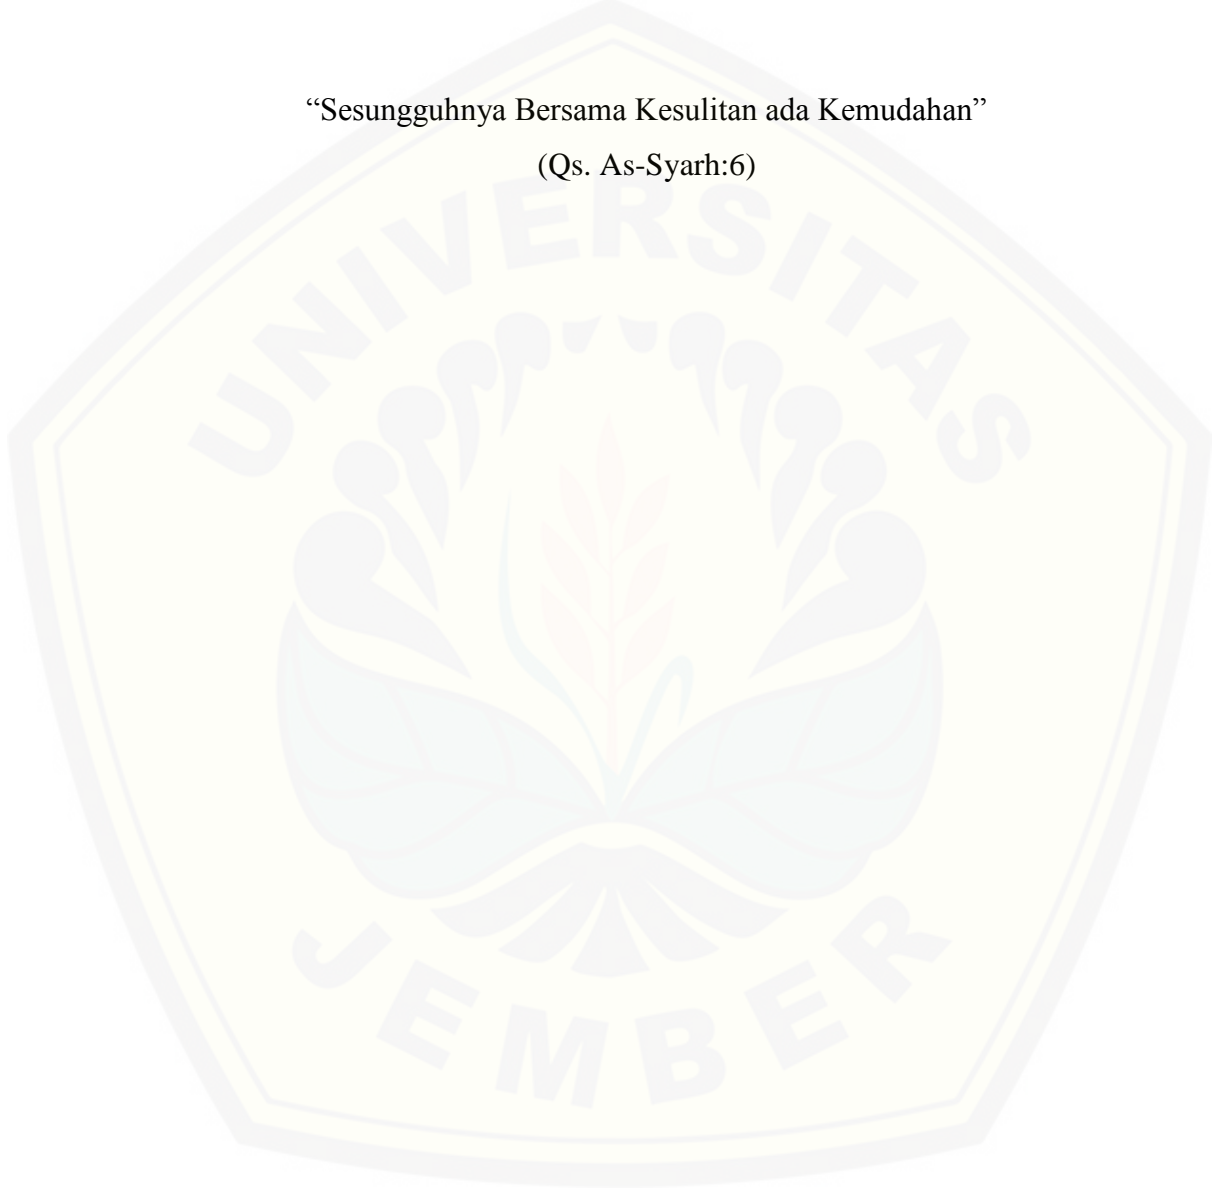 “Sesungguhnya Bersama Kesulitan ada Kemudahan”
(Qs. As-Syarh:6)
UNIVERSITAS
JEMBER